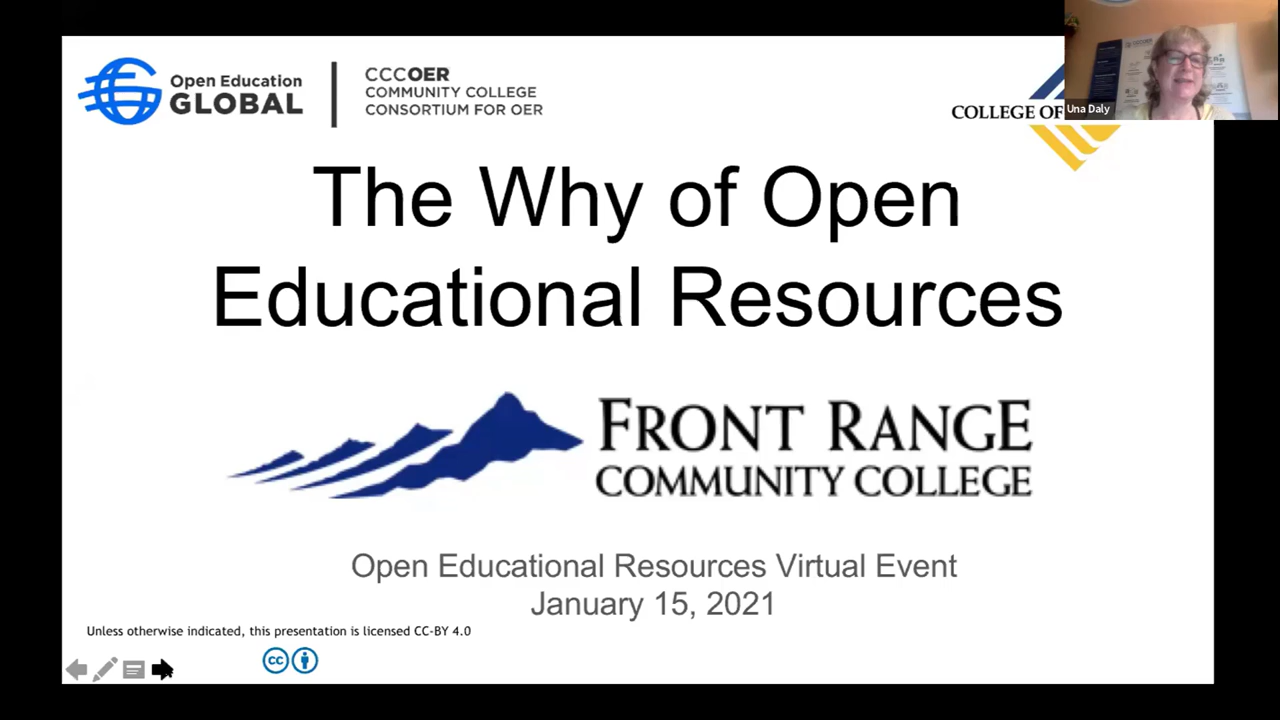 Open Education
GLOBAL
CCCOER
COMMUNITY COLLEGE
CONSORTIUM FOR OER
COLLEGE OF
Una Daly
The Why of Open
Educational Resources
FRONT RANGE
COMMUNITY COLLEGE
Open Educational Resources Virtual Event
January 15, 2021
Unless otherwise indicated, this presentation is licensed CC-BY 4.0
cc